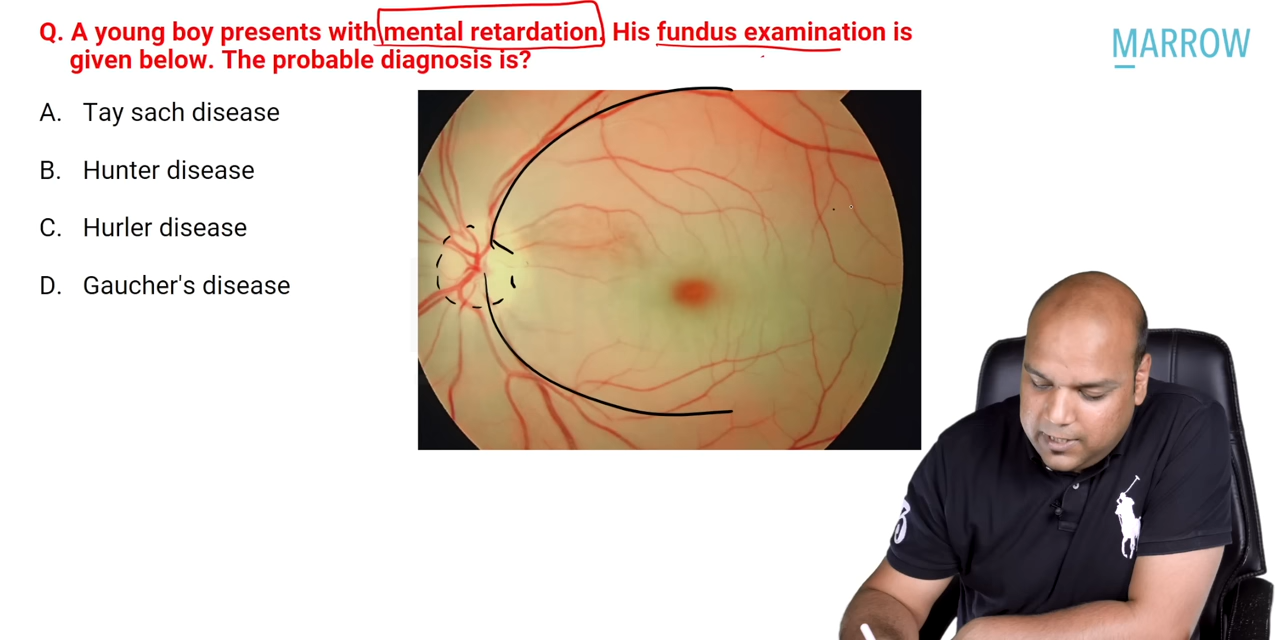 Q. A young boy presents with mental retardation. His fundus examination is
given below. The probable diagnosis is?
MARROW
A. Tay sach disease
B. Hunter disease
C. Hurler disease
D. Gaucher's disease